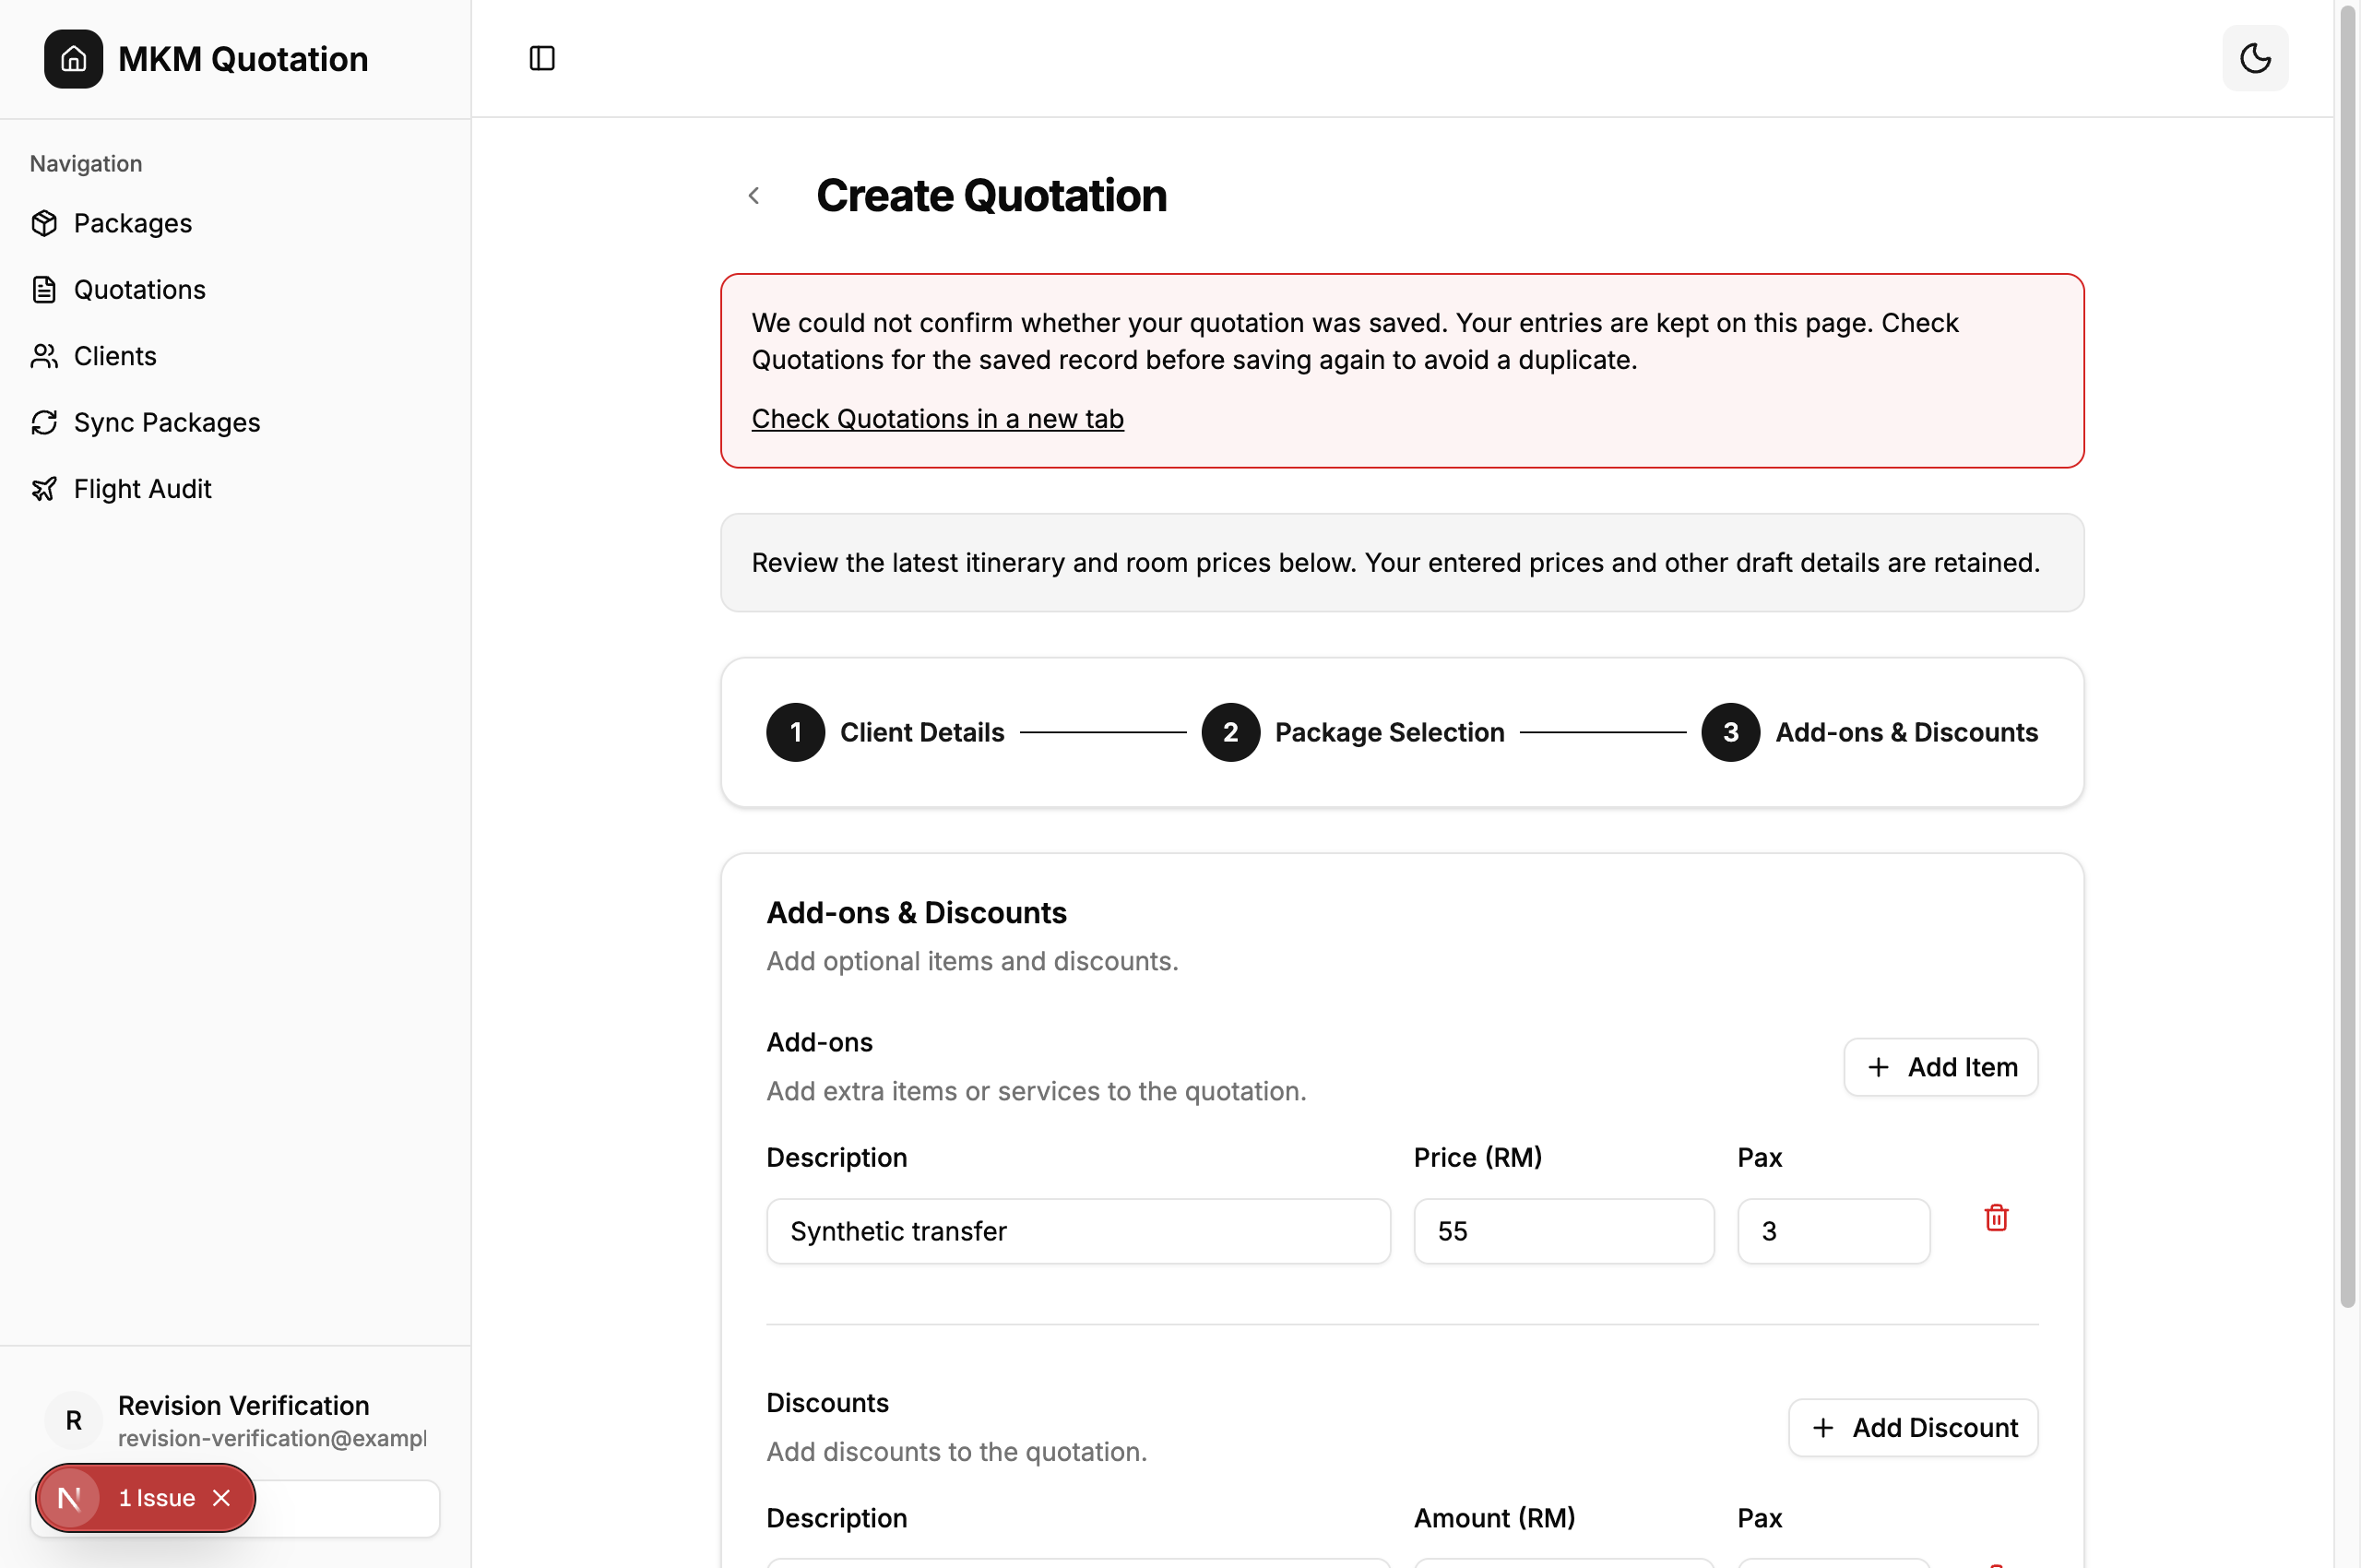 MKM Quotation
Navigation
Packages
Quotations
Clients
Sync Packages
Flight Audit
R
Revision Verification
revision-verification@exampl
N
1 Issue
Create Quotation
We could not confirm whether your quotation was saved. Your entries are kept on this page. Check
Quotations for the saved record before saving again to avoid a duplicate.
Check Quotations in a new tab
Review the latest itinerary and room prices below. Your entered prices and other draft details are retained.
1 Client Details 2 Package Selection 3 Add-ons & Discounts
Add-ons & Discounts
Add optional items and discounts.
Add-ons
Add extra items or services to the quotation.
Add Item
Description Price (RM) Pax
Synthetic transfer 55 3
Discounts
Add discounts to the quotation.
Add Discount
Description Amount (RM) Pax